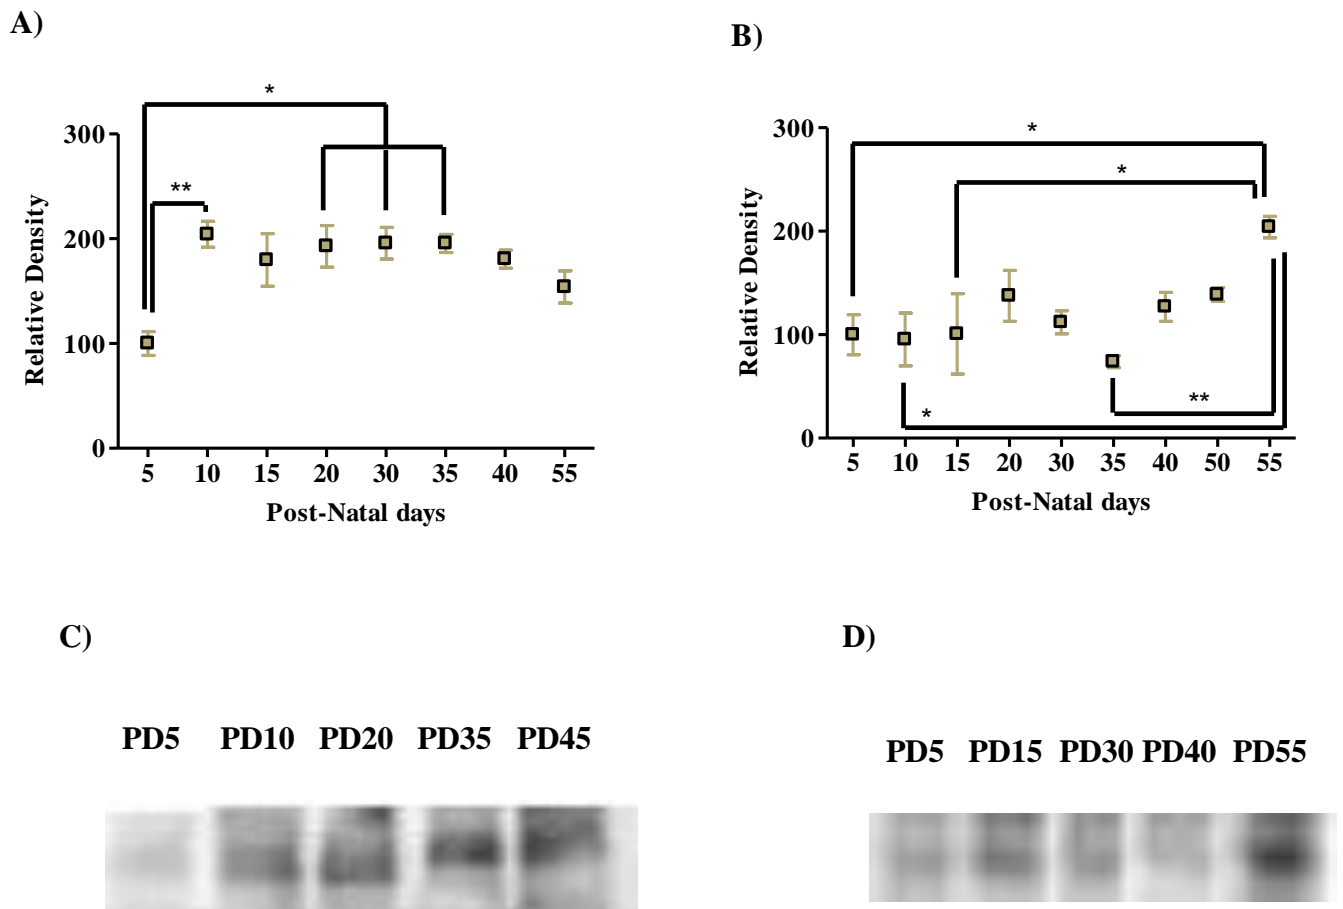 A)
*
300
**
200
100
0
Relative Density
5 10 15 20 30 35 40 55
Post-Natal days
B)
300
*
*
200
100
**
*
0
Relative Density
5 10 15 20 30 35 40 50 55
Post-Natal days
C)
PD5 PD10 PD20 PD35 PD45
D)
PD5 PD15 PD30 PD40 PD55